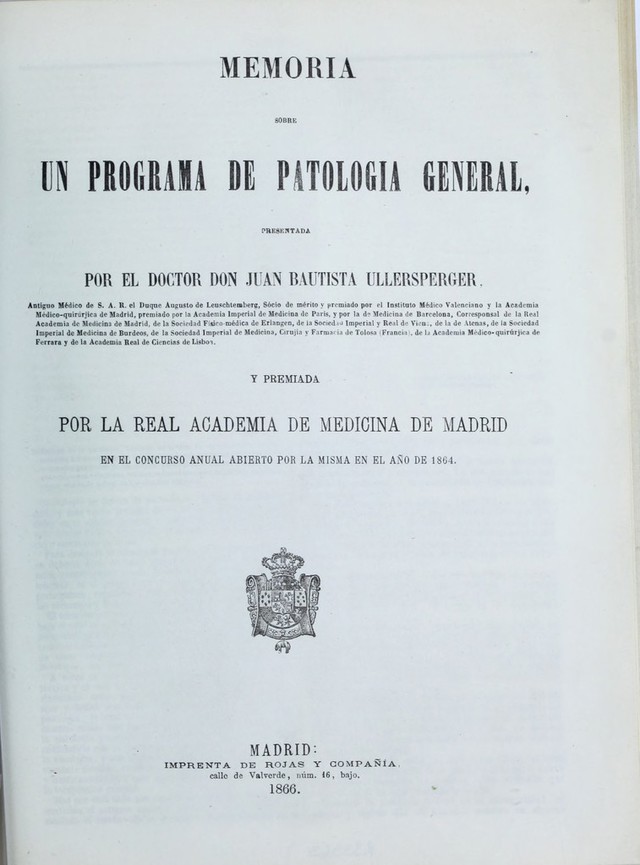 MEMORIA
SOBRE
UN PROGRAMA DE PATOLOGIA GENERAL,
PRESENTADA
POR EL DOCTOR DON JUAN BAUTISTA ULLERSPERGER.
Antiguo Médico de S. A. R. el Duque Augusto de Leuschtemberg, Sócio de mérito y premiado por el Instituto Médico Valenciano y la Academia
Médico-quirúrjica de Madrid, premiado por la Academia Imperial de Medicina de París, y por la de Medicina de Barcelona, Corresponsal de la Real
Academia de Medicina de Madrid, de la Sociedad Físico-médica de Erlangen, de la Sociedad Imperial y Real de Viena, de la de Atenas, de la Sociedad
Imperial de Medicina de Burdeos, de la Sociedad Imperial de Medicina, Cirujía y Farmacia de Tolosa (Francia), de la Academia Médico-quirúrjica de
Ferrara y de la Academia Real de Ciencias de Lisboa.
Y PREMIADA
POR LA REAL ACADEMIA DE MEDICINA DE MADRID
EN EL CONCURSO ANUAL ABIERTO POR LA MISMA EN EL AÑO DE 1864.
MADRID:
IMPRENTA DE ROJAS Y COMPAÑÍA,
calle de Valverde, núm. 16, bajo.
1866.